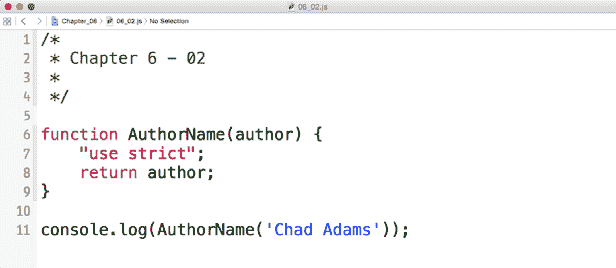 06_02.js
Chapter_06 > 06_02.js > No Selection
1 /*
2  * Chapter 6 - 02
3  *
4  */
5
6 function AuthorName(author) {
7     "use strict";
8     return author;
9 }
10
11 console.log(AuthorName('Chad Adams'));